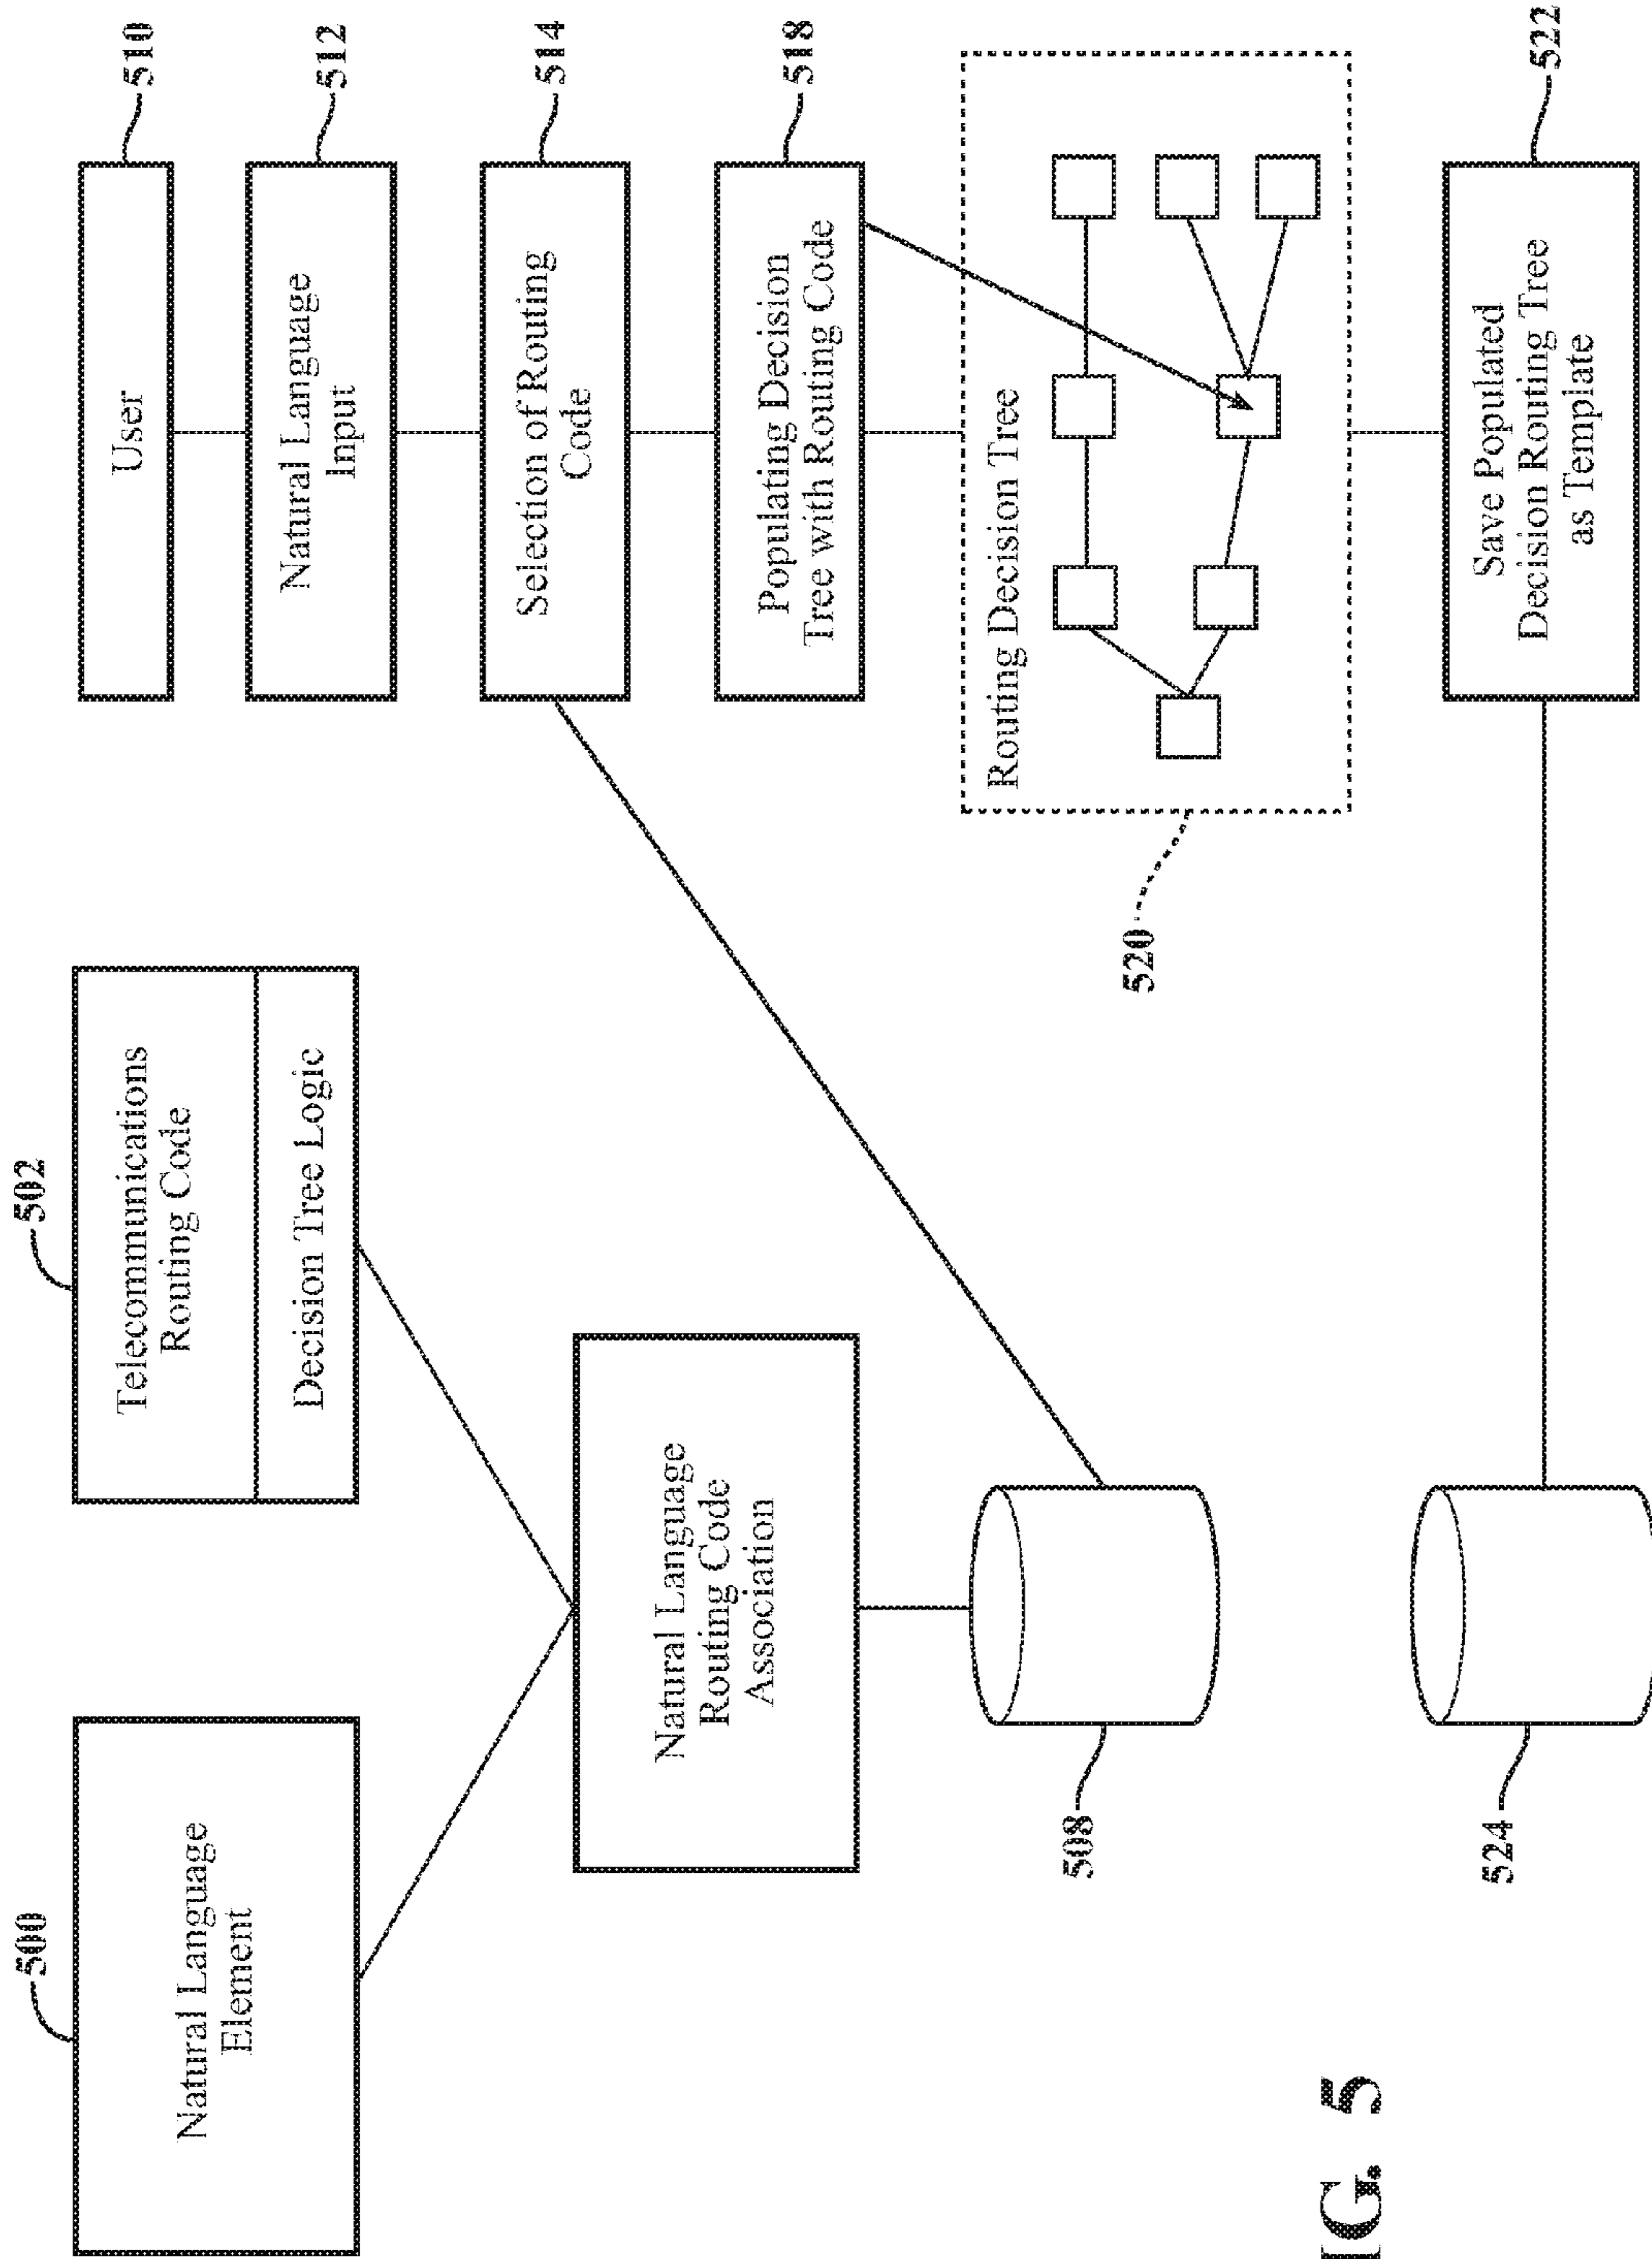 500
Natural Language
Element
502
Telecommunications
Routing Code
Decision Tree Logic
Natural Language
Routing Code
Association
508
524
User
510
Natural Language
Input
512
Selection of Routing
Code
514
Populating Decision
Tree with Routing Code
518
Routing Decision Tree
520
Save Populated
Decision Routing Tree
as Template
522
IG. 5